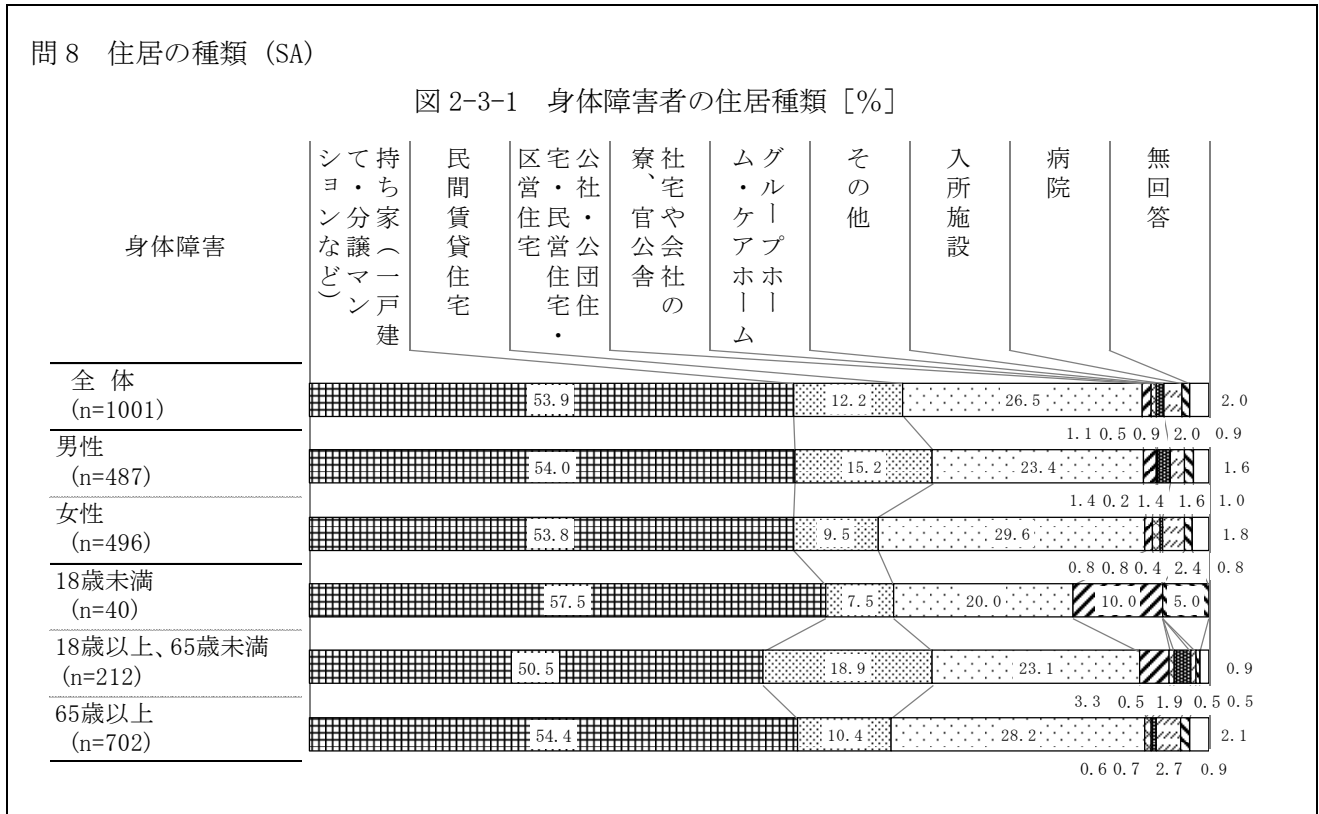 問8 住居の種類（SA）
図2-3-1 身体障害者の住居種類［％］
身体障害
持ち家（一戸建
て・分譲マン
ションなど）
民間賃貸住宅
公社・公団住
宅・民営住宅・
区営住宅
社宅や会社の
寮、官公舎
グループホー
ム・ケアホーム
その他
入所施設
病院
無回答
全 体
(n=1001)
53.9 12.2 26.5 2.0
1.1 0.5 0.9 2.0 0.9
男性
(n=487)
54.0 15.2 23.4 1.6
1.4 0.2 1.4 1.6 1.0
女性
(n=496)
53.8 9.5 29.6 1.8
0.8 0.8 0.4 2.4 0.8
18歳未満
(n=40)
57.5 7.5 20.0 10.0 5.0
18歳以上、65歳未満
(n=212)
50.5 18.9 23.1 0.9
3.3 0.5 1.9 0.5 0.5
65歳以上
(n=702)
54.4 10.4 28.2 2.1
0.6 0.7 2.7 0.9